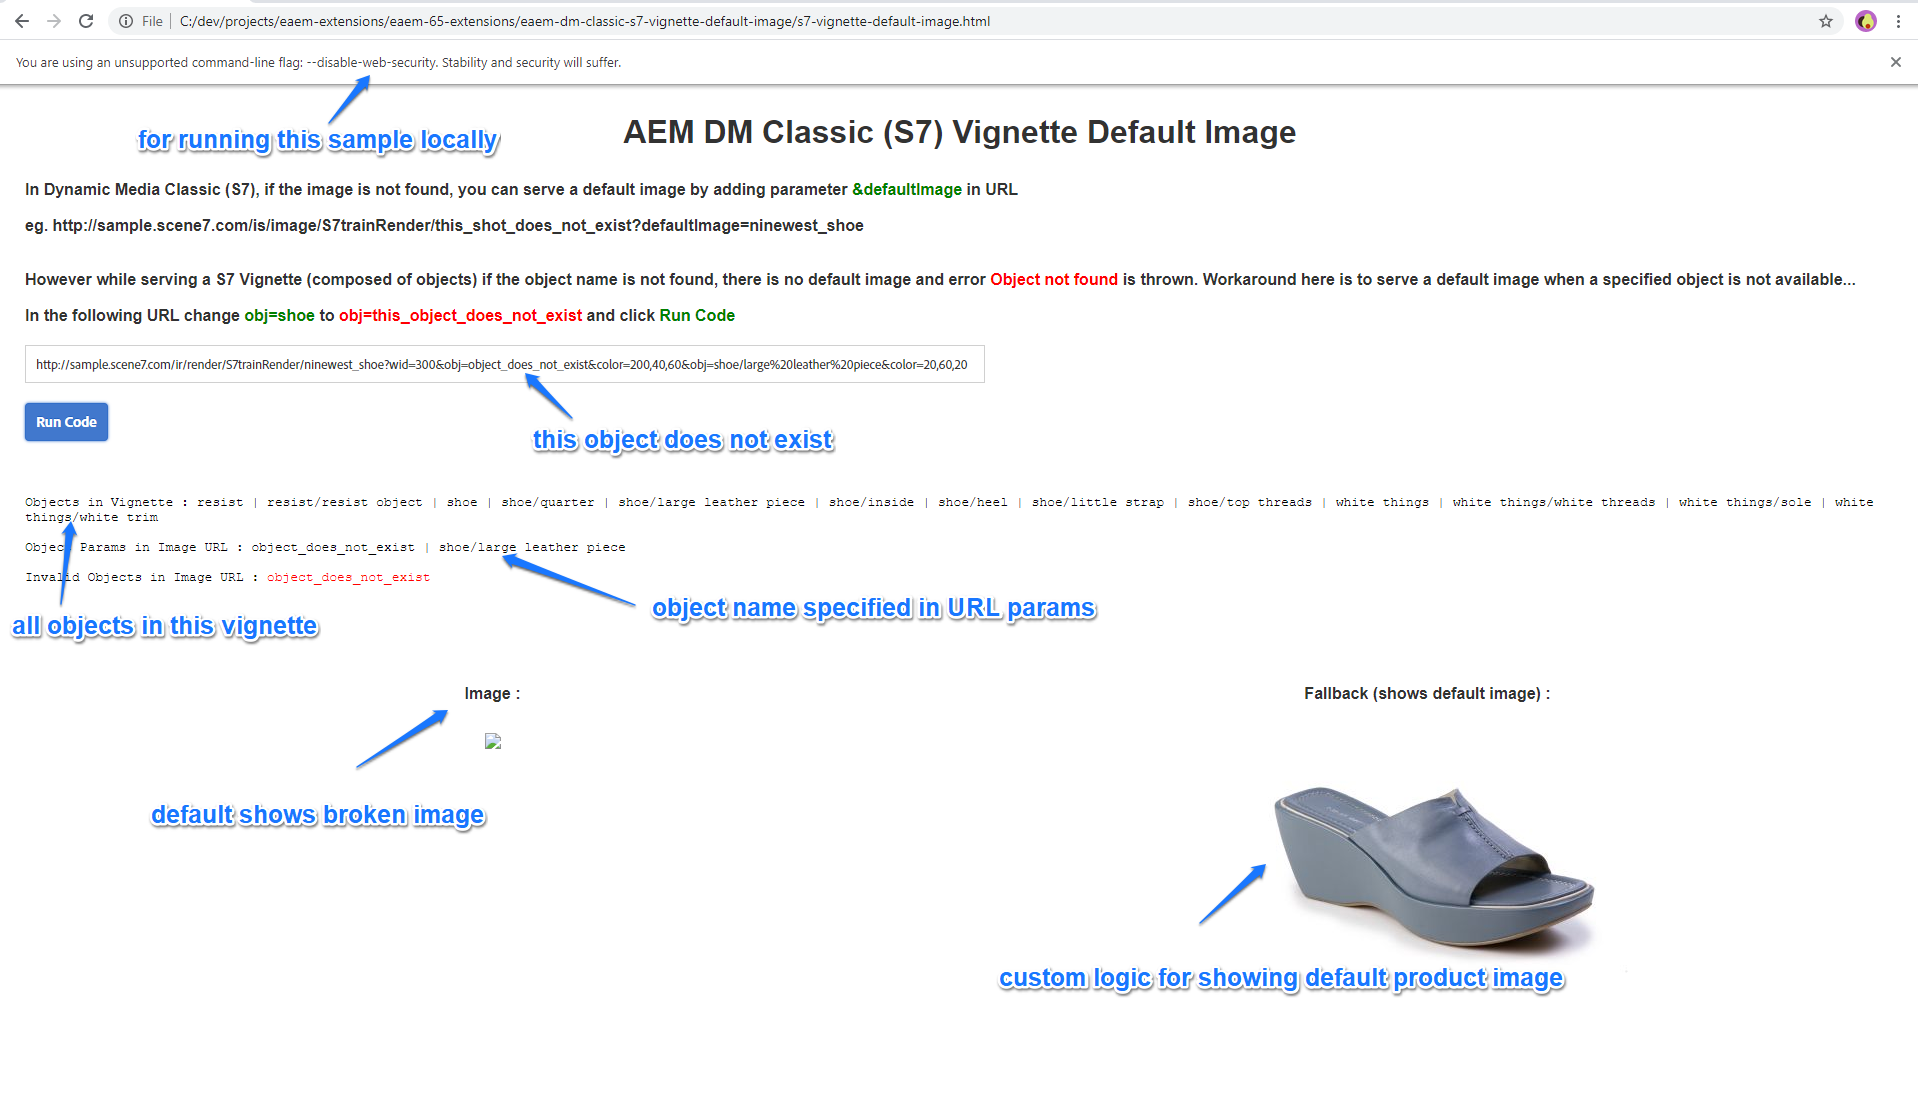 File C:/dev/projects/eaem-extensions/eaem-65-extensions/eaem-dm-classic-s7-vignette-default-image/s7-vignette-default-image.html
You are using an unsupported command-line flag: --disable-web-security. Stability and security will suffer.
for running this sample locally
AEM DM Classic (S7) Vignette Default Image
In Dynamic Media Classic (S7), if the image is not found, you can serve a default image by adding parameter &defaultImage in URL
eg. http://sample.scene7.com/is/image/S7trainRender/this_shot_does_not_exist?defaultImage=ninewest_shoe
However while serving a S7 Vignette (composed of objects) if the object name is not found, there is no default image and error Object not found is thrown. Workaround here is to serve a default image when a specified object is not available...
In the following URL change obj=shoe to obj=this_object_does_not_exist and click Run Code
http://sample.scene7.com/ir/render/S7trainRender/ninewest_shoe?wid=300&obj=object_does_not_exist&color=200,40,60&obj=shoe/large%20leather%20piece&color=20,60,20
Run Code
this object does not exist
Objects in Vignette : resist | resist/resist object | shoe | shoe/quarter | shoe/large leather piece | shoe/inside | shoe/heel | shoe/little strap | shoe/top threads | white things | white things/white threads | white things/sole | white
things/white trim
Object Params in Image URL : object_does_not_exist | shoe/large leather piece
Invalid Objects in Image URL : object_does_not_exist
object name specified in URL params
all objects in this vignette
Image :
Fallback (shows default image) :
default shows broken image
custom logic for showing default product image